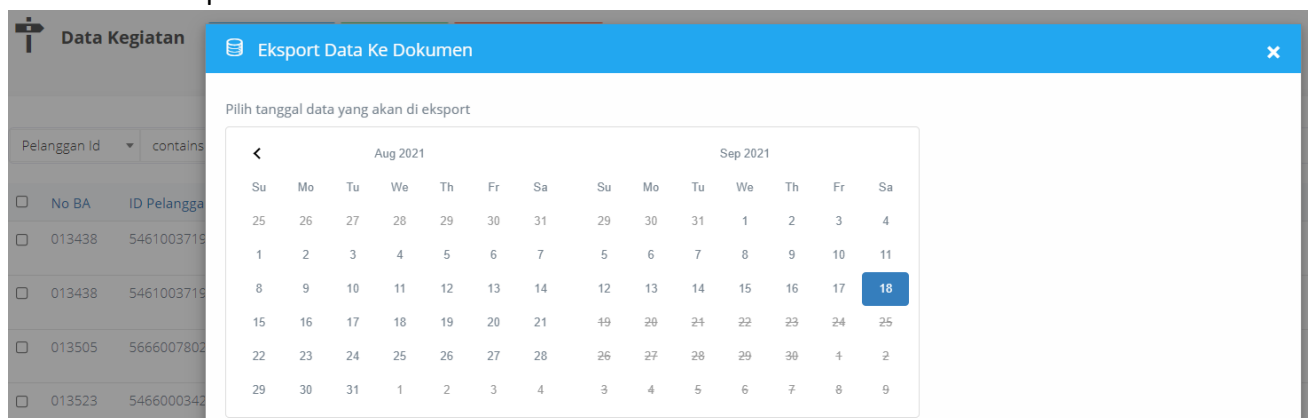 Data Kegiatan
Eksport Data Ke Dokumen
Pilih tanggal data yang akan di eksport
Pelanggan Id contains
Aug 2021 Sep 2021
Su Mo Tu We Th Fr Sa Su Mo Tu We Th Fr Sa
25 26 27 28 29 30 31 29 30 31 1 2 3 4
1 2 3 4 5 6 7 5 6 7 8 9 10 11
8 9 10 11 12 13 14 12 13 14 15 16 17 18
15 16 17 18 19 20 21 19 20 21 22 23 24 25
22 23 24 25 26 27 28 26 27 28 29 30 1 2
29 30 31 1 2 3 4 3 4 5 6 7 8 9
No BA ID Pelangga
013438 5461003719
013438 5461003719
013505 5666007802
013523 5466000342